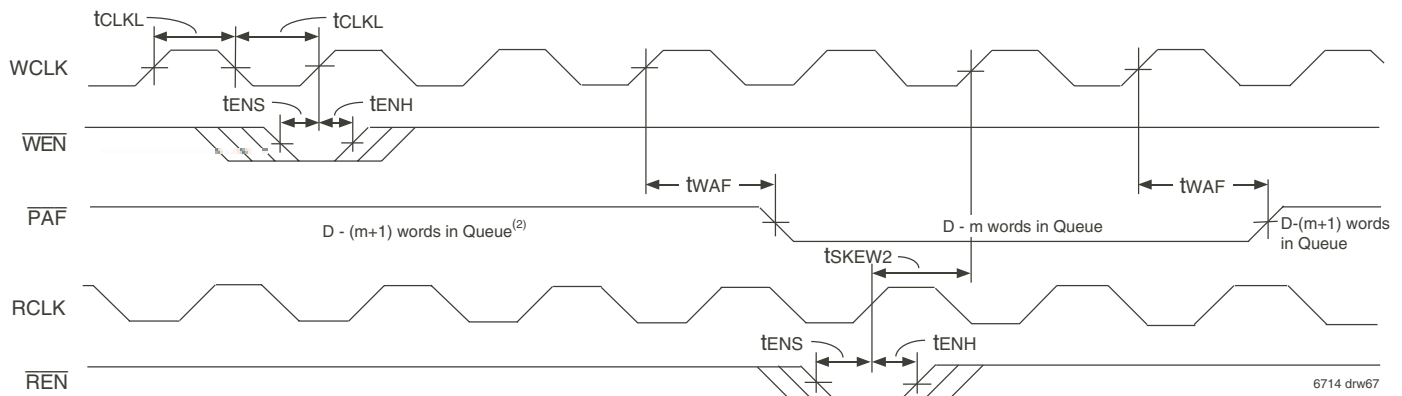 tCLKL tCLKL
WCLK
tENS tENH
WEN
tWAF tWAF
PAF
D - (m+1) words in Queue(2)
D - m words in Queue
D-(m+1) words
in Queue
tSKEW2
RCLK
tENS tENH
REN
6714 drw67